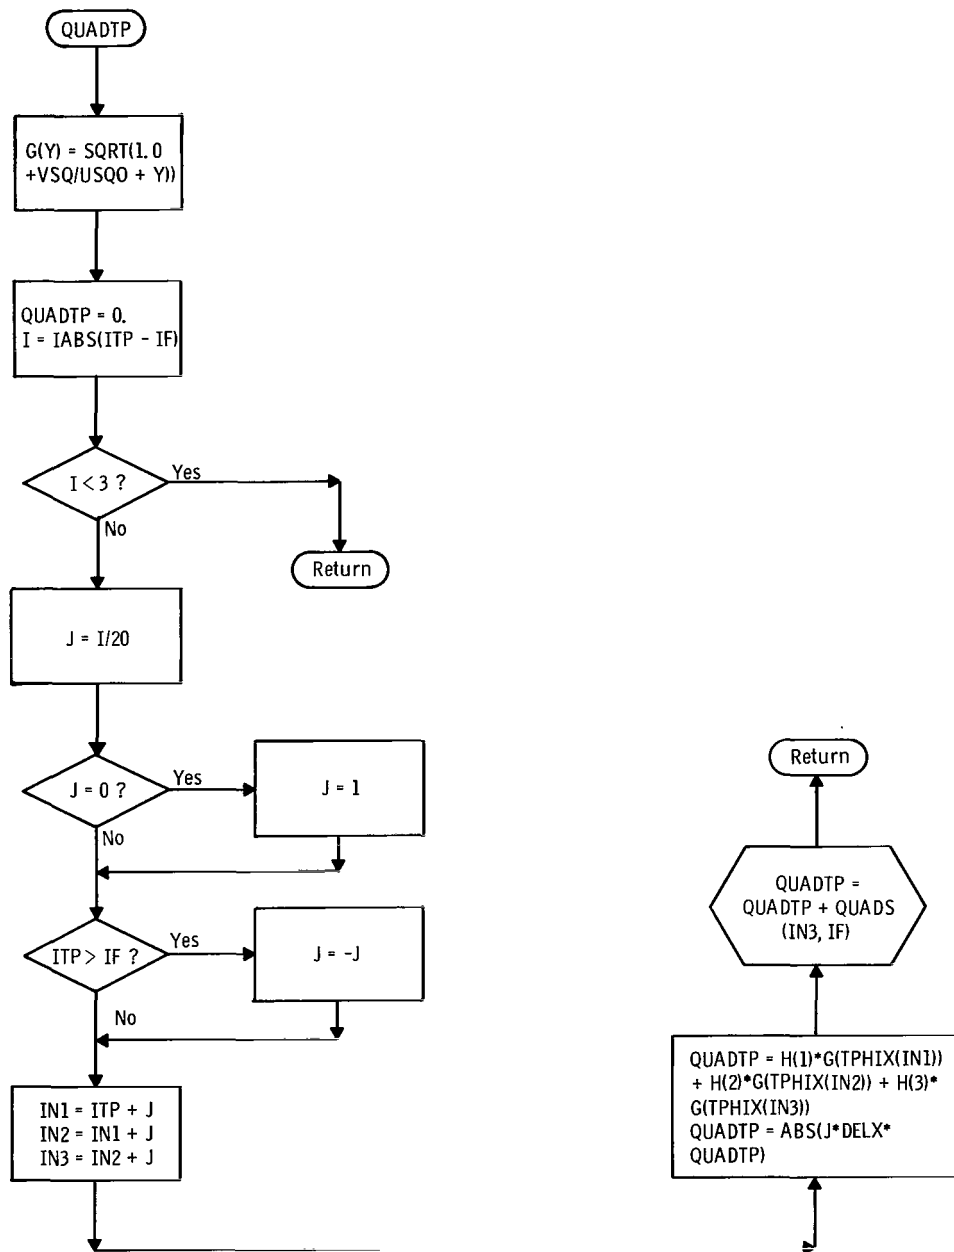 QUADTP
G(Y) = SQRT(1.0
+VSQ/USQO + Y))
QUADTP = 0.
I = IABS(ITP - IF)
I < 3 ?
Yes
No
Return
J = I/20
J = 0 ?
Yes
J = 1
No
ITP > IF ?
Yes
J = -J
No
IN1 = ITP + J
IN2 = IN1 + J
IN3 = IN2 + J
QUADTP = H(1)*G(TPHIX(IN1))
+ H(2)*G(TPHIX(IN2)) + H(3)*
G(TPHIX(IN3))
QUADTP = ABS(J*DELX*
QUADTP)
QUADTP =
QUADTP + QUADS
(IN3, IF)
Return